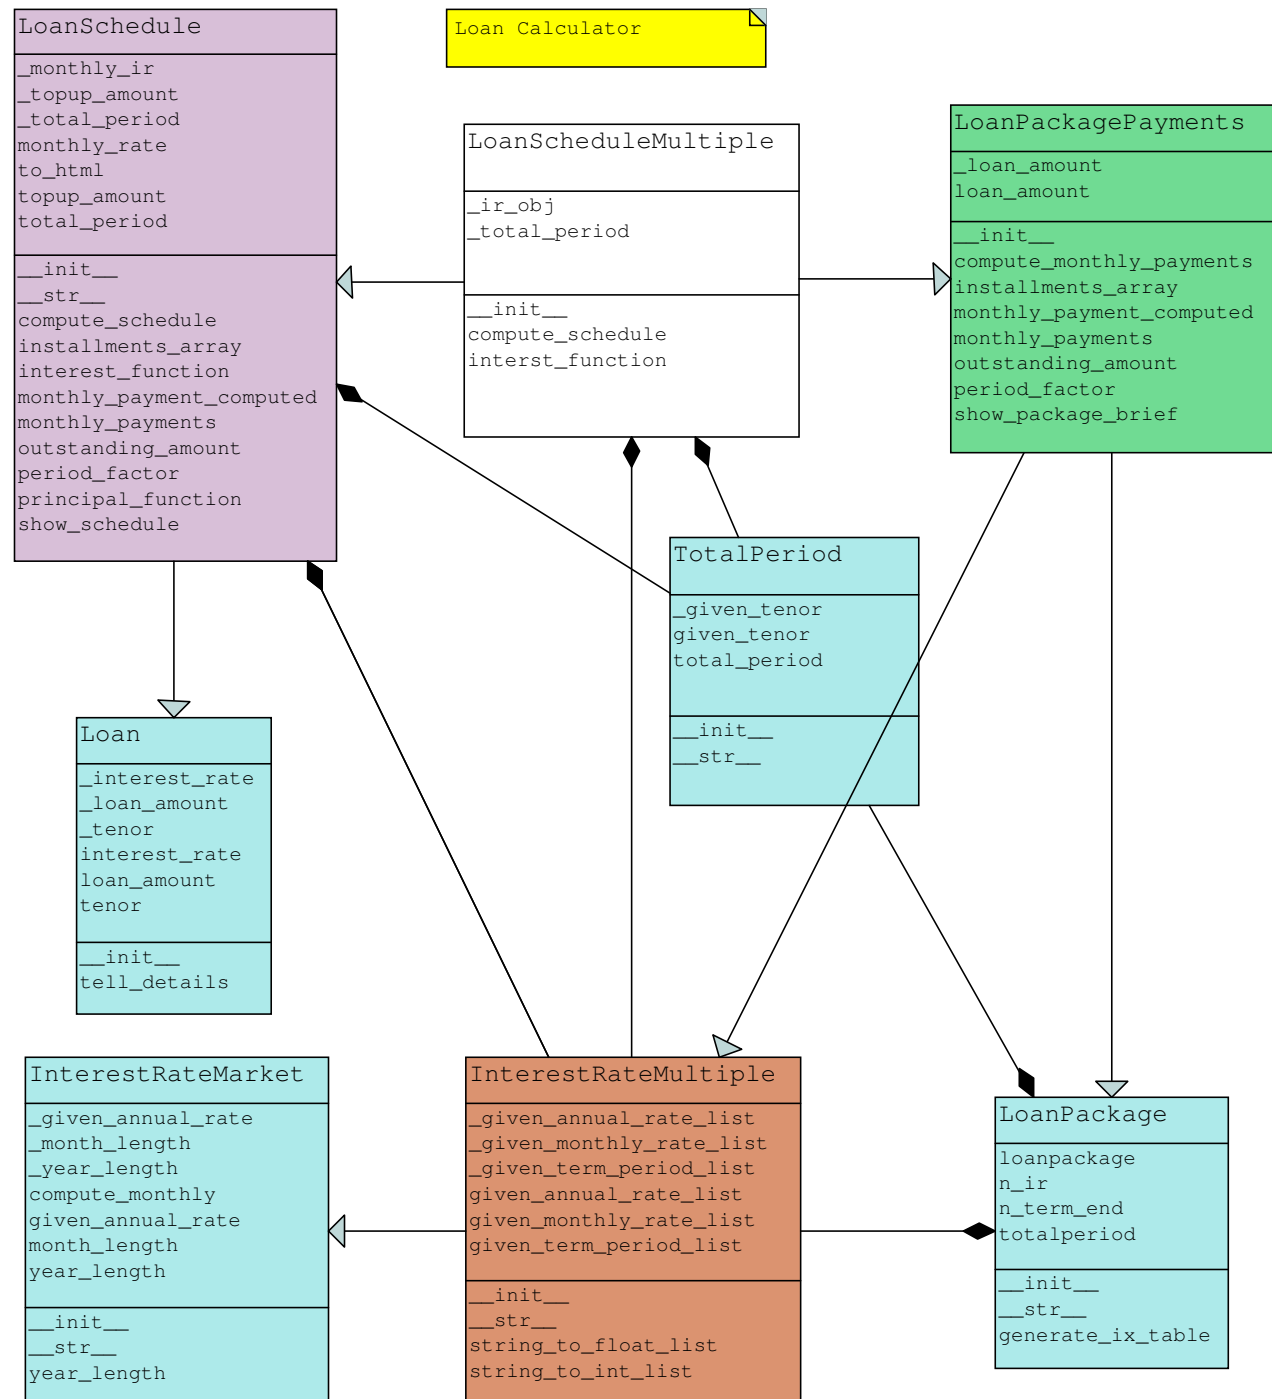 LoanSchedule
_monthly_ir
_topup_amount
_total_period
monthly_rate
to_html
topup_amount
total_period
__init__
__str__
compute_schedule
installments_array
interest_function
monthly_payment_computed
monthly_payments
outstanding_amount
period_factor
principal_function
show_schedule
Loan Calculator
LoanScheduleMultiple
_ir_obj
_total_period
__init__
compute_schedule
interst_function
LoanPackagePayments
_loan_amount
loan_amount
__init__
compute_monthly_payments
installments_array
monthly_payment_computed
monthly_payments
outstanding_amount
period_factor
show_package_brief
TotalPeriod
_given_tenor
given_tenor
total_period
__init__
__str__
Loan
_interest_rate
_loan_amount
_tenor
interest_rate
loan_amount
tenor
__init__
tell_details
InterestRateMarket
_given_annual_rate
_month_length
_year_length
compute_monthly
given_annual_rate
month_length
year_length
__init__
__str__
year_length
InterestRateMultiple
_given_annual_rate_list
_given_monthly_rate_list
_given_term_period_list
given_annual_rate_list
given_monthly_rate_list
given_term_period_list
__init__
__str__
string_to_float_list
string_to_int_list
LoanPackage
loanpackage
n_ir
n_term_end
totalperiod
__init__
__str__
generate_ix_table